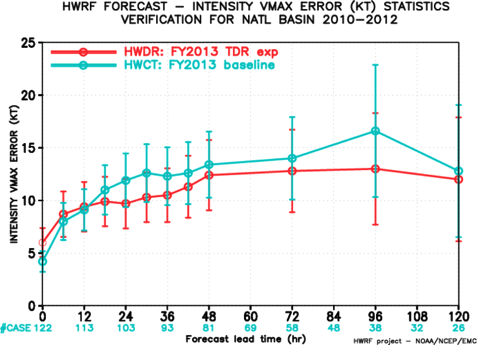 HWRF FORECAST – INTENSITY VMAX ERROR (KT) STATISTICS
VERIFICATION FOR NATL BASIN 2010–2012
HWDR: FY2013 TDR exp
HWCT: FY2013 baseline
INTENSITY VMAX ERROR (KT)
25
20
15
10
5
0
0 12 24 36 48 60 72 84 96 108 120
#CASE 122 113 103 93 81 69 58 48 38 32 26
Forecast lead time (hr)
HWRF project – NOAA/NCEP/EMC